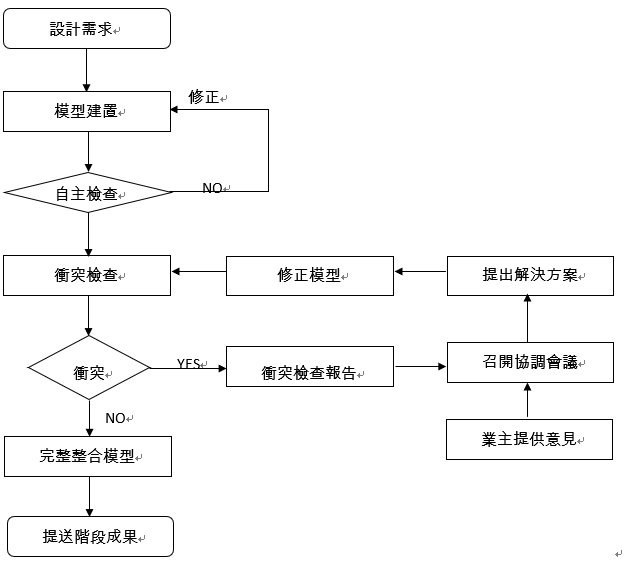 設計需求
模型建置
修正
自主檢查
NO
衝突檢查
修正模型
提出解決方案
衝突
YES
衝突檢查報告
召開協調會議
NO
業主提供意見
完整整合模型
提送階段成果